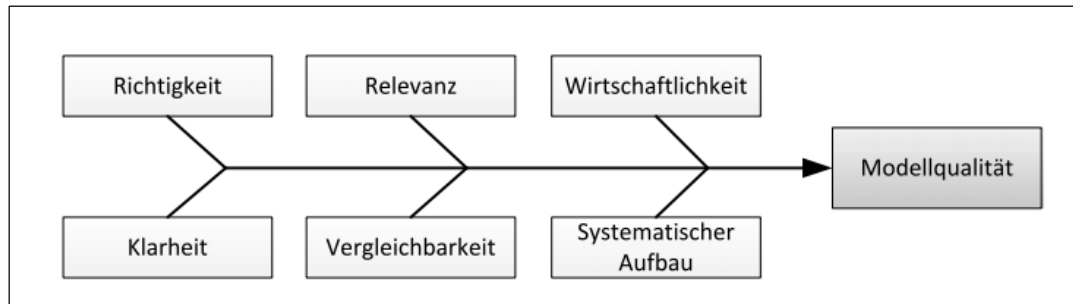 Richtigkeit
Relevanz
Wirtschaftlichkeit
Modellqualität
Klarheit
Vergleichbarkeit
Systematischer
Aufbau